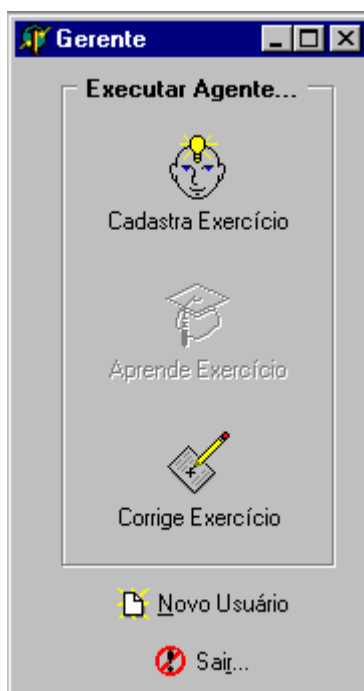 Gerente
Executar Agente...
Cadastra Exercício
Aprende Exercício
Corrige Exercício
Novo Usuário
Sair...